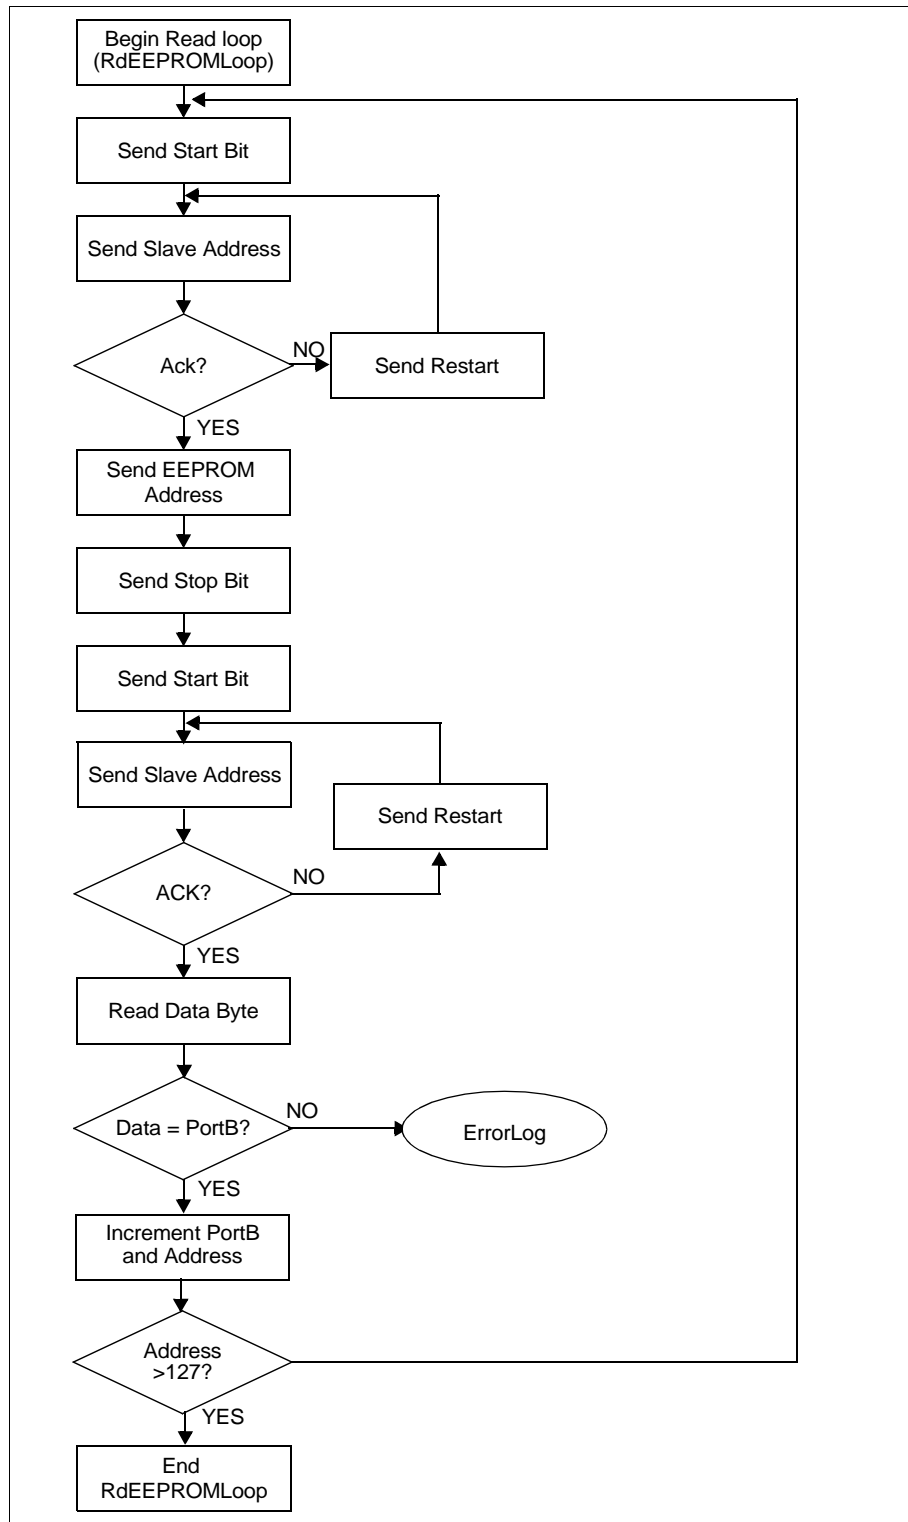 Begin Read loop
(RdEEPROMLoop)
Send Start Bit
Send Slave Address
Ack?
NO
Send Restart
YES
Send EEPROM
Address
Send Stop Bit
Send Start Bit
Send Slave Address
Send Restart
ACK?
NO
YES
Read Data Byte
Data = PortB?
NO
ErrorLog
YES
Increment PortB
and Address
Address
>127?
YES
End
RdEEPROMLoop